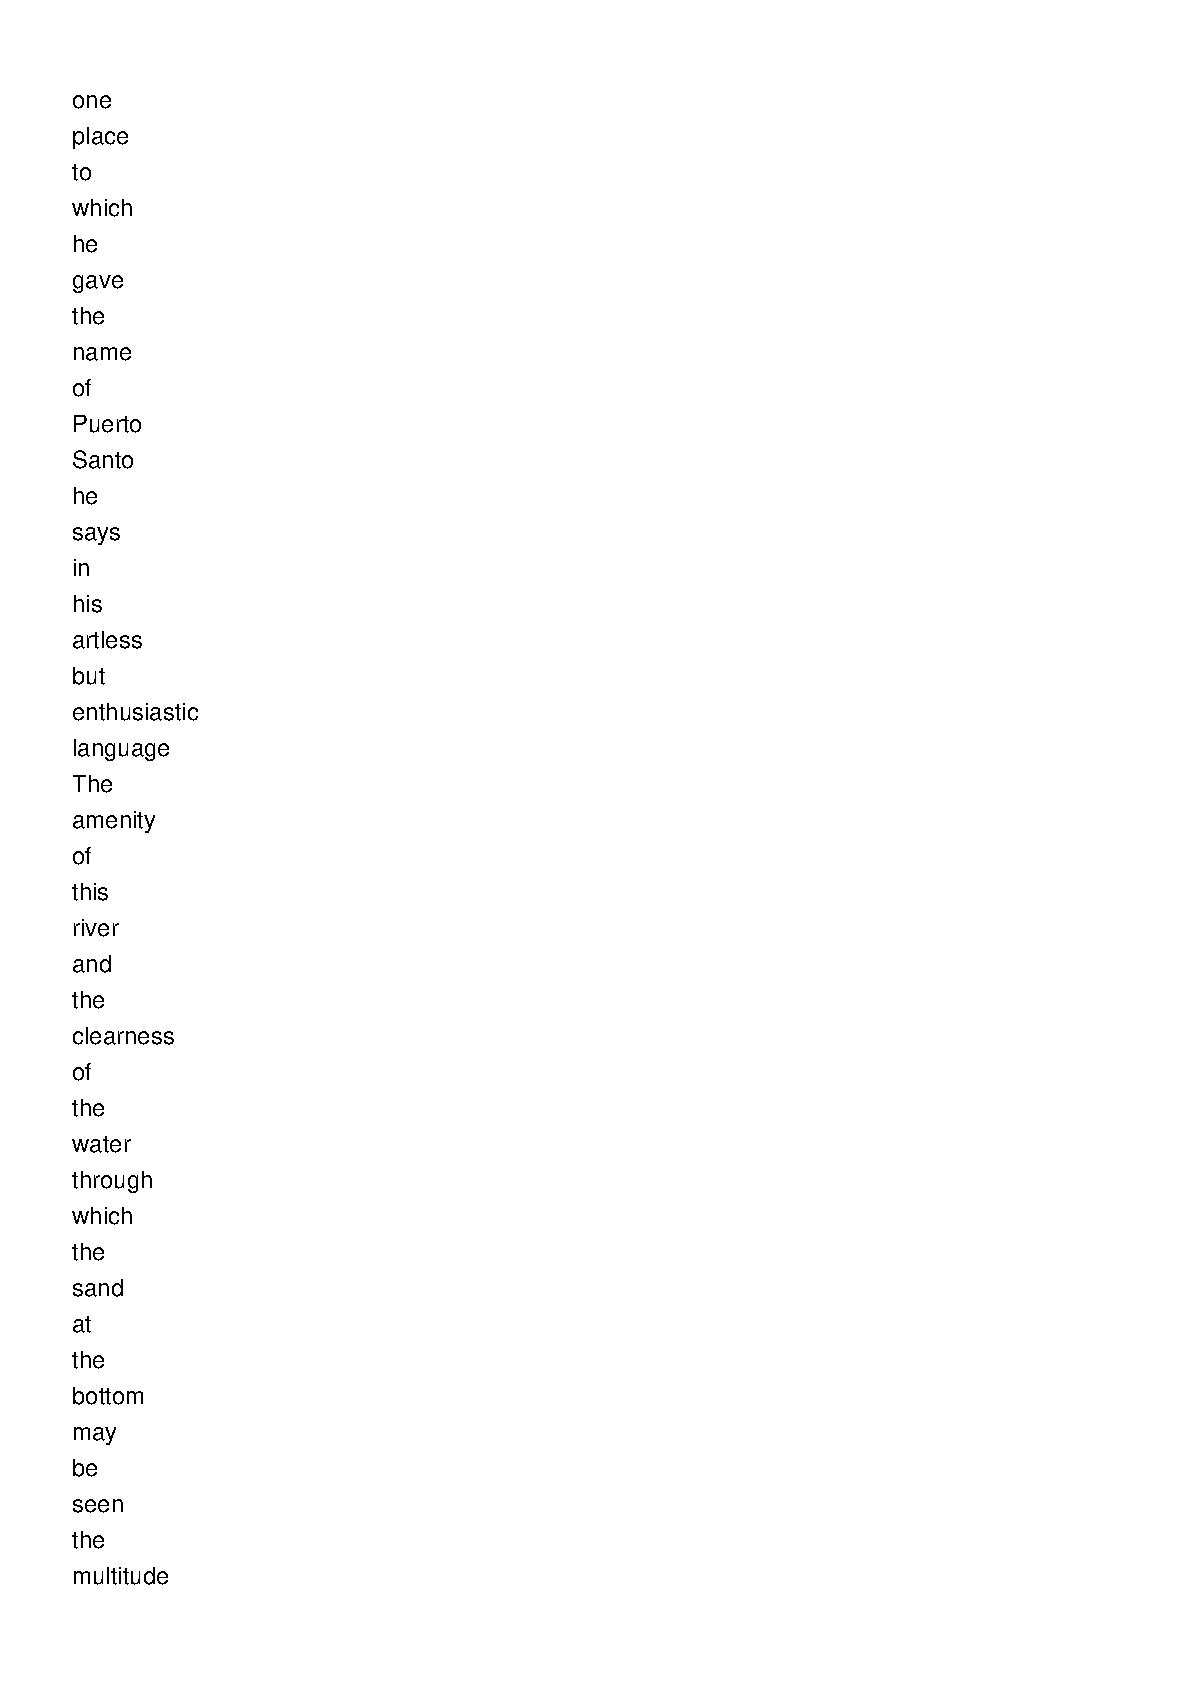 one
place
to
which
he
gave
the
name
of
Puerto
Santo
he
says
in
his
artless
but
enthusiastic
language
The
amenity
of
this
river
and
the
clearness
of
the
water
through
which
the
sand
at
the
bottom
may
be
seen
the
multitude